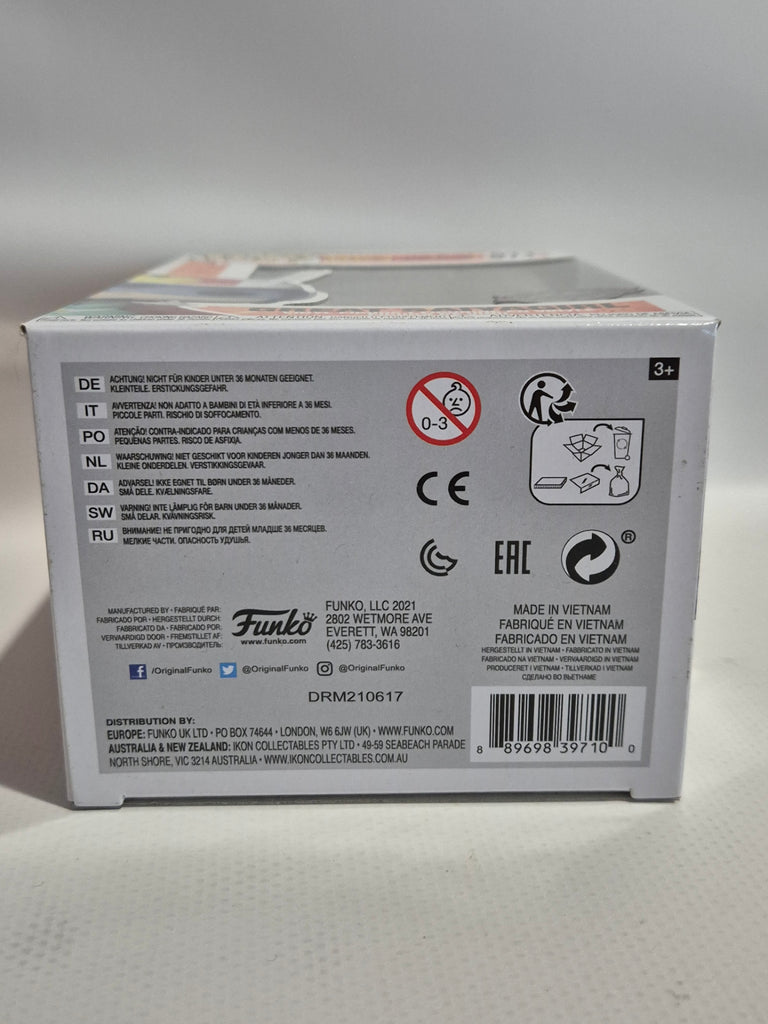 3+
DE ACHTUNG! NICHT FÜR KINDER UNTER 36 MONATEN GEEIGNET.
KLEINTEILE. ERSTICKUNGSGEFAHR.
IT AVVERTENZA! NON ADATTO A BAMBINI DI ETÀ INFERIORE A 36 MESI.
PICCOLE PARTI. RISCHIO DI SOFFOCAMENTO.
PO ATENÇÃO! CONTRA-INDICADO PARA CRIANÇAS COM MENOS DE 36 MESES.
PEQUENAS PARTES. RISCO DE ASFIXIA.
NL WAARSCHUWING! NIET GESCHIKT VOOR KINDEREN JONGER DAN 36 MAANDEN.
KLEINE ONDERDELEN. VERSTIKKINGSGEVAAR.
DA ADVARSEL! IKKE EGNET TIL BØRN UNDER 36 MÅNEDER.
SMÅ DELE. KVÆLNINGSFARE.
SW VARNING! INTE LÄMPLIG FÖR BARN UNDER 36 MÅNADER.
SMÅ DELAR. KVÄVNINGSRISK.
RU ВНИМАНИЕ! НЕ ПРИГОДНО ДЛЯ ДЕТЕЙ МЛАДШЕ 36 МЕСЯЦЕВ.
МЕЛКИЕ ЧАСТИ. ОПАСНОСТЬ УДУШЬЯ.
0-3
CE
EAC
®
MANUFACTURED BY • FABRIQUÉ PAR:
FABRICADO POR • HERGESTELLT DURCH:
FABBRICATO DA • FABRICADO POR:
VERVAARDIGD DOOR • FREMSTILLET AF:
TILLVERKAD AV • ПРОИЗВОДИТЕЛЬ:
Funko
www.funko.com
FUNKO, LLC 2021
2802 WETMORE AVE
EVERETT, WA 98201
(425) 783-3616
/OriginalFunko @OriginalFunko @OriginalFunko
DRM210617
MADE IN VIETNAM
FABRIQUÉ EN VIETNAM
FABRICADO EN VIETNAM
HERGESTELLT IN VIETNAM • FABBRICATO IN VIETNAM
FABRICADO NA VIETNAM • VERVAARDIGD IN VIETNAM
PRODUCERET I VIETNAM • TILLVERKAD I VIETNAM
СДЕЛАНО ВО ВЬЕТНАМЕ
DISTRIBUTION BY:
EUROPE: FUNKO UK LTD • PO BOX 74644 • LONDON, W6 6JW (UK) • WWW.FUNKO.COM
AUSTRALIA & NEW ZEALAND: IKON COLLECTABLES PTY LTD • 49-59 SEABEACH PARADE
NORTH SHORE, VIC 3214 AUSTRALIA • WWW.IKONCOLLECTABLES.COM.AU
8 89698 39710 0